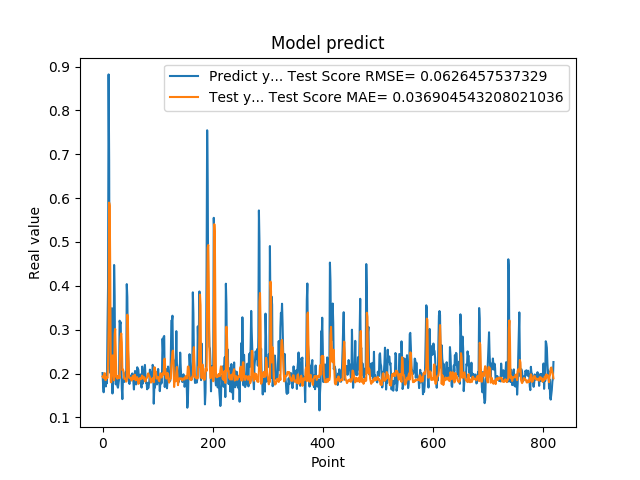 Model predict
Predict y... Test Score RMSE= 0.0626457537329
Test y... Test Score MAE= 0.036904543208021036
0.9
0.8
0.7
0.6
0.5
0.4
0.3
0.2
0.1
Real value
0
200
400
600
800
Point